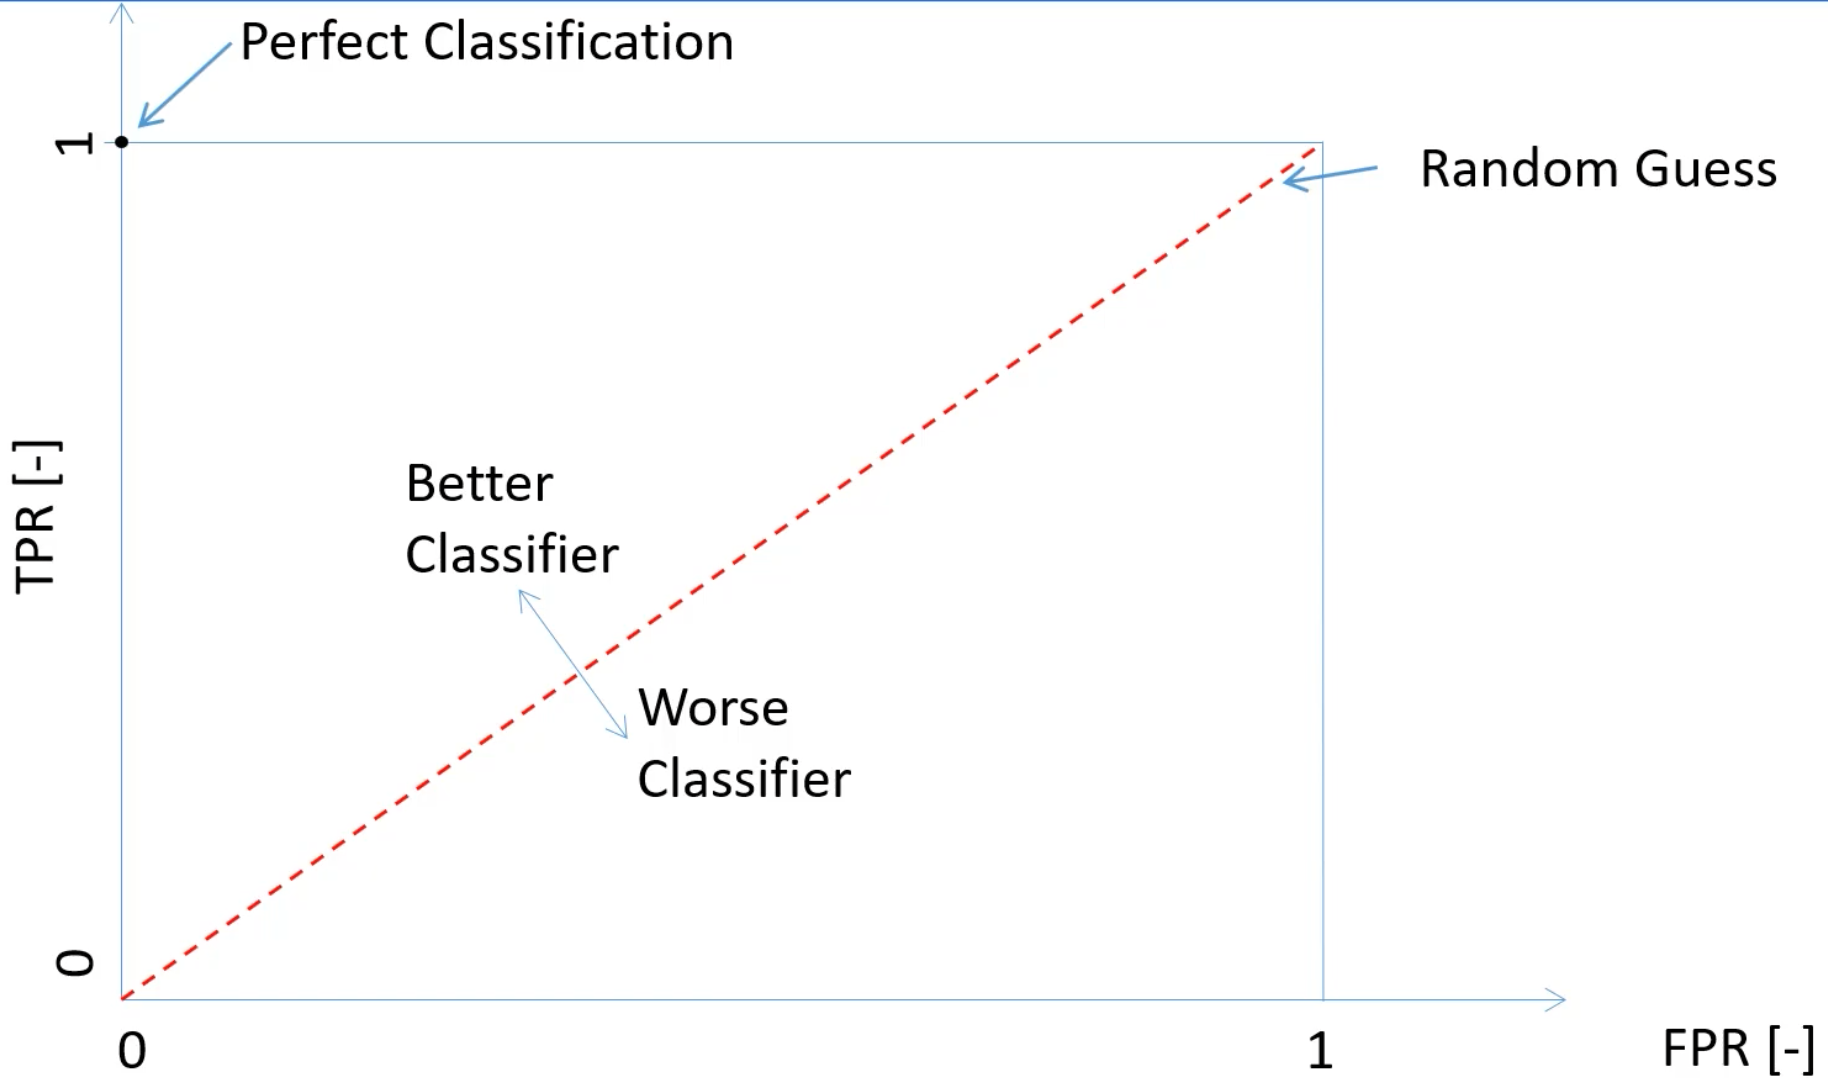 Perfect Classification
1
Random Guess
TPR [-]
Better
Classifier
Worse
Classifier
0
0
1
FPR [-]